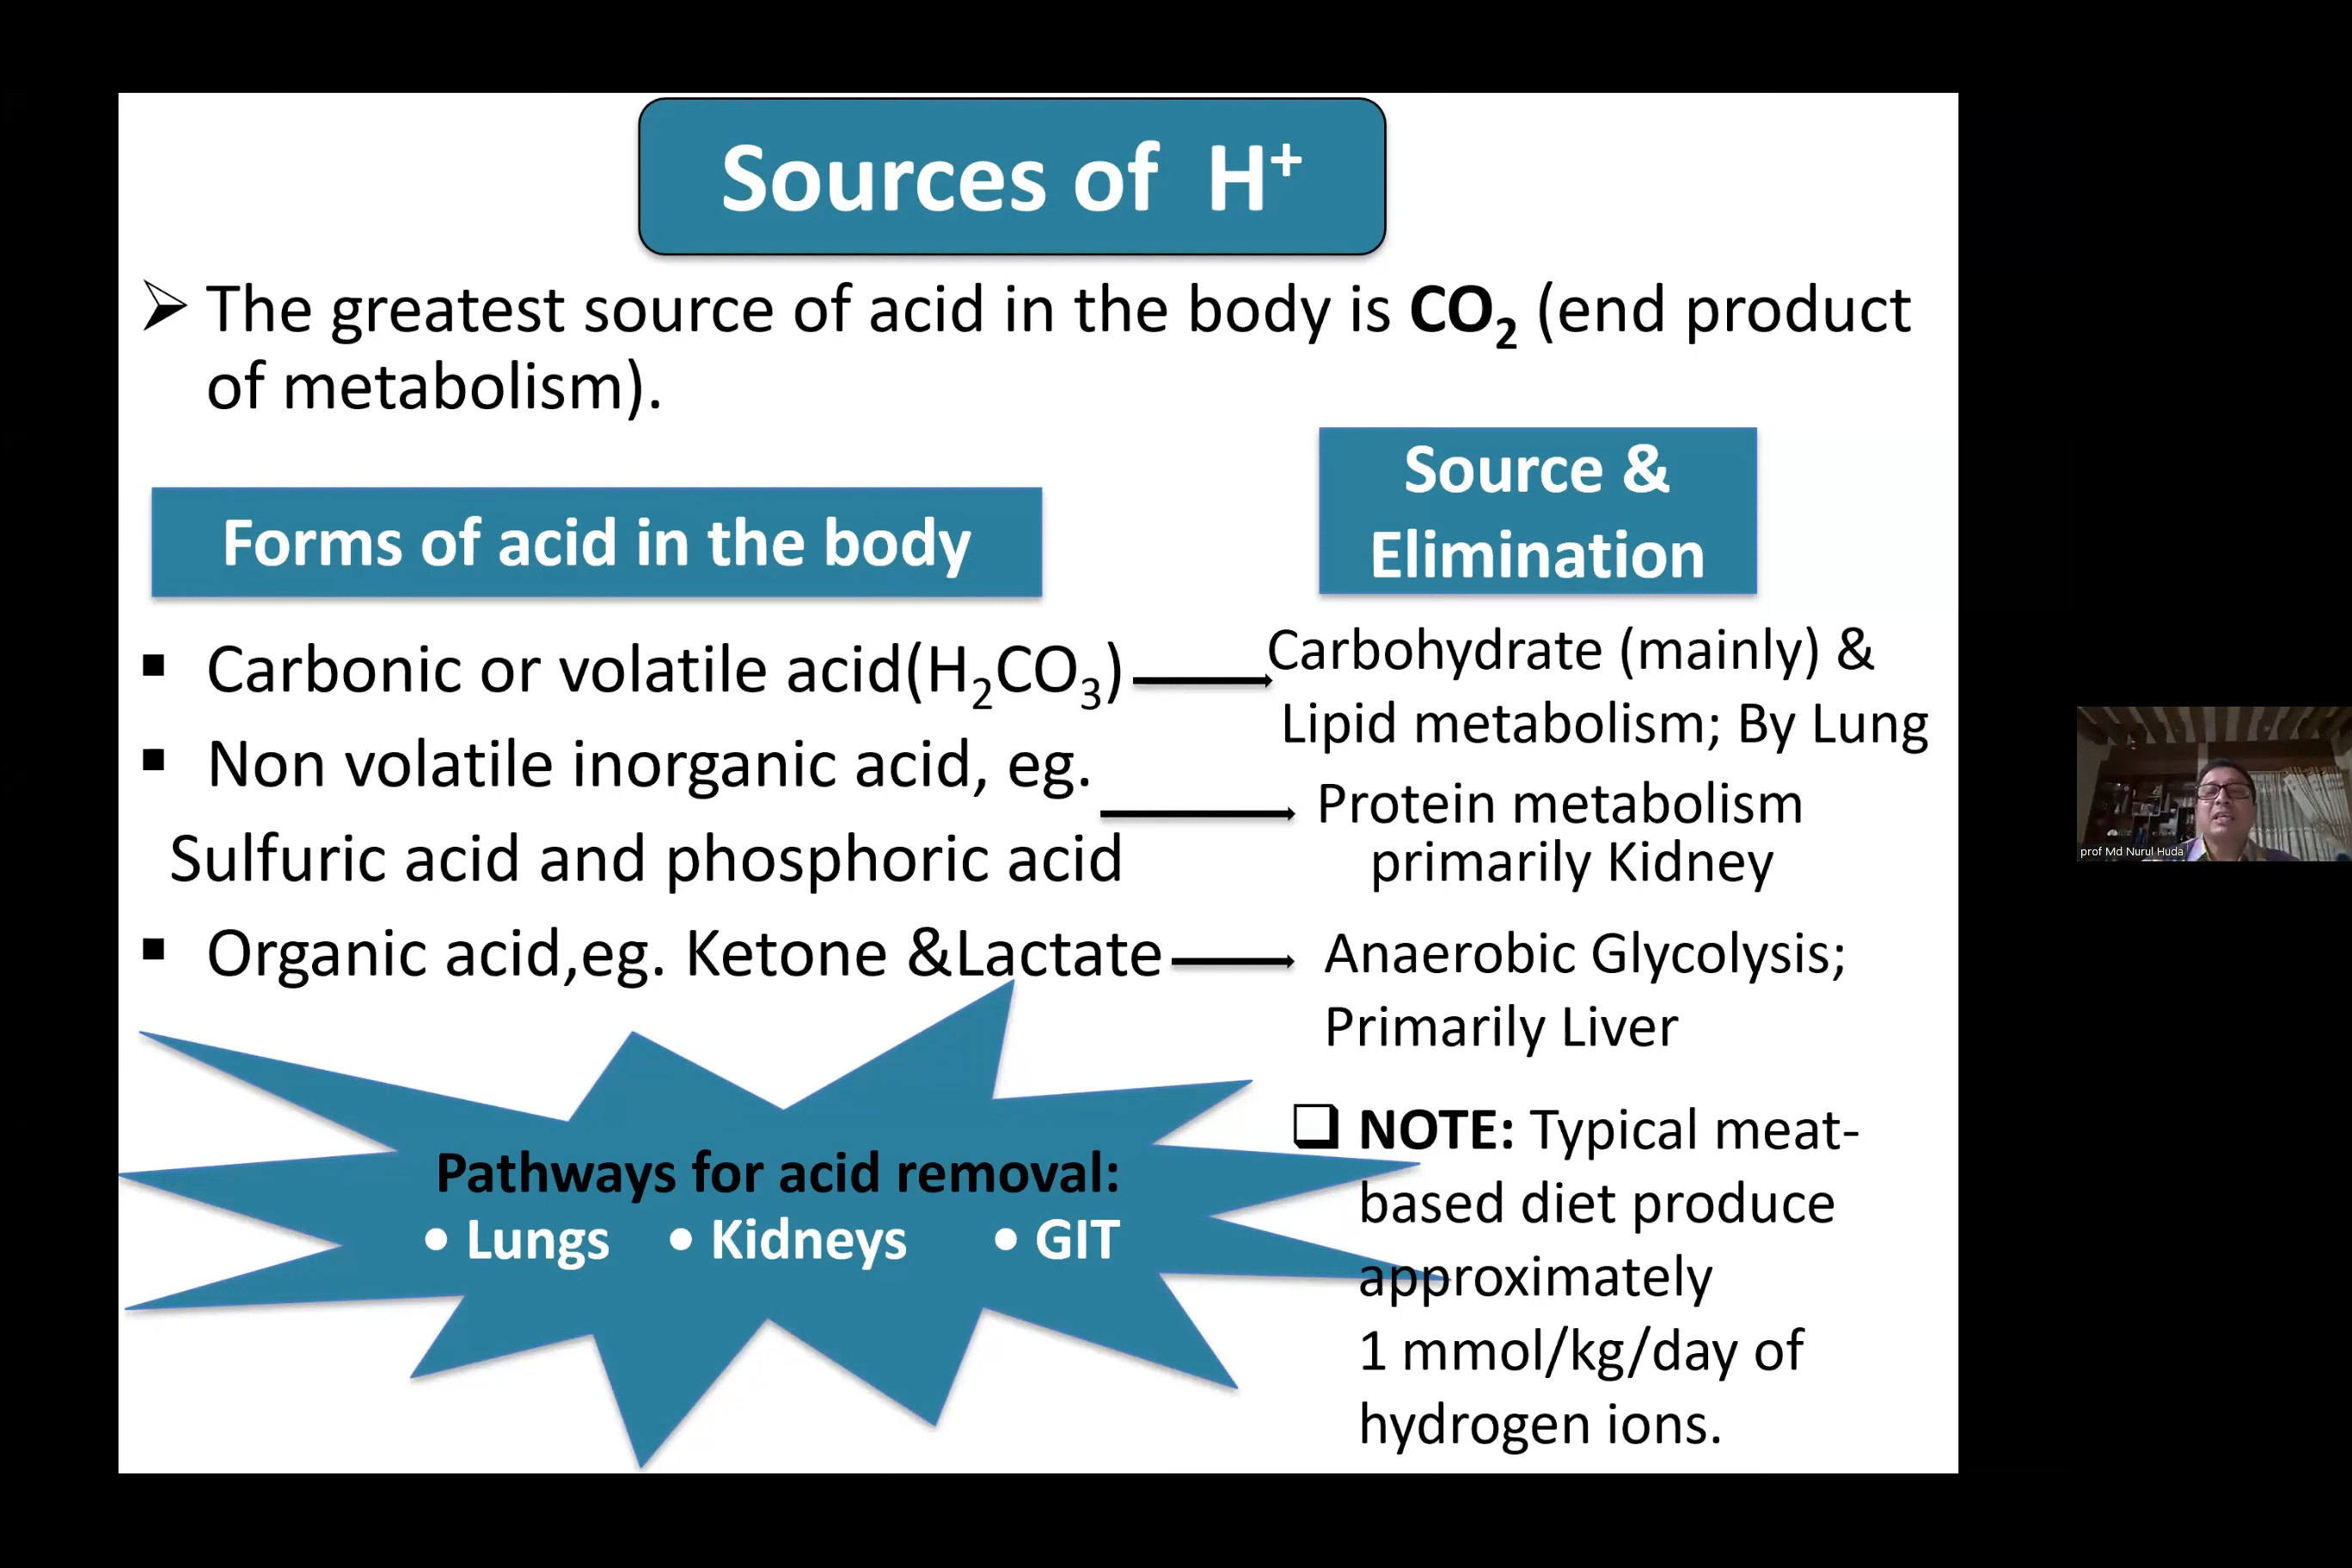 Sources of H⁺
➢ The greatest source of acid in the body is CO₂ (end product
of metabolism).
Forms of acid in the body
Source &
Elimination
▪ Carbonic or volatile acid(H₂CO₃)
Carbohydrate (mainly) &
Lipid metabolism; By Lung
▪ Non volatile inorganic acid, eg.
Sulfuric acid and phosphoric acid
Protein metabolism
primarily Kidney
▪ Organic acid,eg. Ketone &Lactate
Anaerobic Glycolysis;
Primarily Liver
Pathways for acid removal:
• Lungs • Kidneys • GIT
❑ NOTE: Typical meat-
based diet produce
approximately
1 mmol/kg/day of
hydrogen ions.
prof Md Nurul Huda